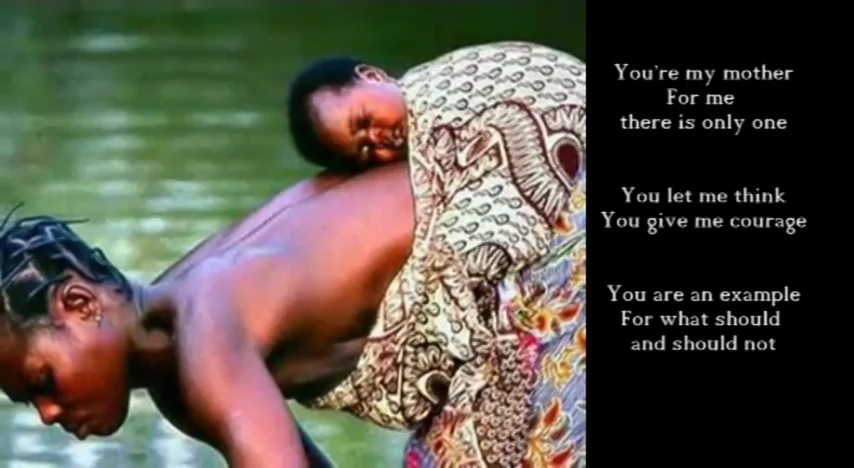 You're my mother
For me
there is only one
You let me think
You give me courage
You are an example
For what should
and should not